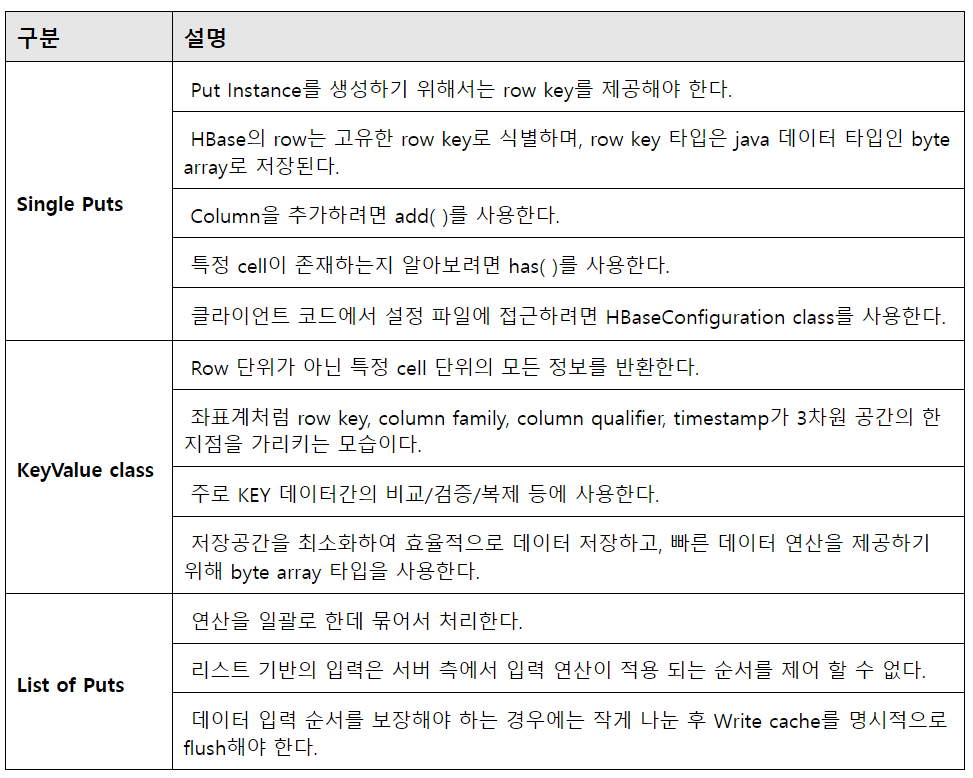 구분
설명
Single Puts
Put Instance를 생성하기 위해서는 row key를 제공해야 한다.
HBase의 row는 고유한 row key로 식별하며, row key 타입은 java 데이터 타입인 byte
array로 저장된다.
Column을 추가하려면 add( )를 사용한다.
특정 cell이 존재하는지 알아보려면 has( )를 사용한다.
클라이언트 코드에서 설정 파일에 접근하려면 HBaseConfiguration class를 사용한다.
KeyValue class
Row 단위가 아닌 특정 cell 단위의 모든 정보를 반환한다.
좌표계처럼 row key, column family, column qualifier, timestamp가 3차원 공간의 한
지점을 가리키는 모습이다.
주로 KEY 데이터간의 비교/검증/복제 등에 사용한다.
저장공간을 최소화하여 효율적으로 데이터 저장하고, 빠른 데이터 연산을 제공하기
위해 byte array 타입을 사용한다.
List of Puts
연산을 일괄로 한데 묶어서 처리한다.
리스트 기반의 입력은 서버 측에서 입력 연산이 적용 되는 순서를 제어 할 수 없다.
데이터 입력 순서를 보장해야 하는 경우에는 작게 나눈 후 Write cache를 명시적으로
flush해야 한다.